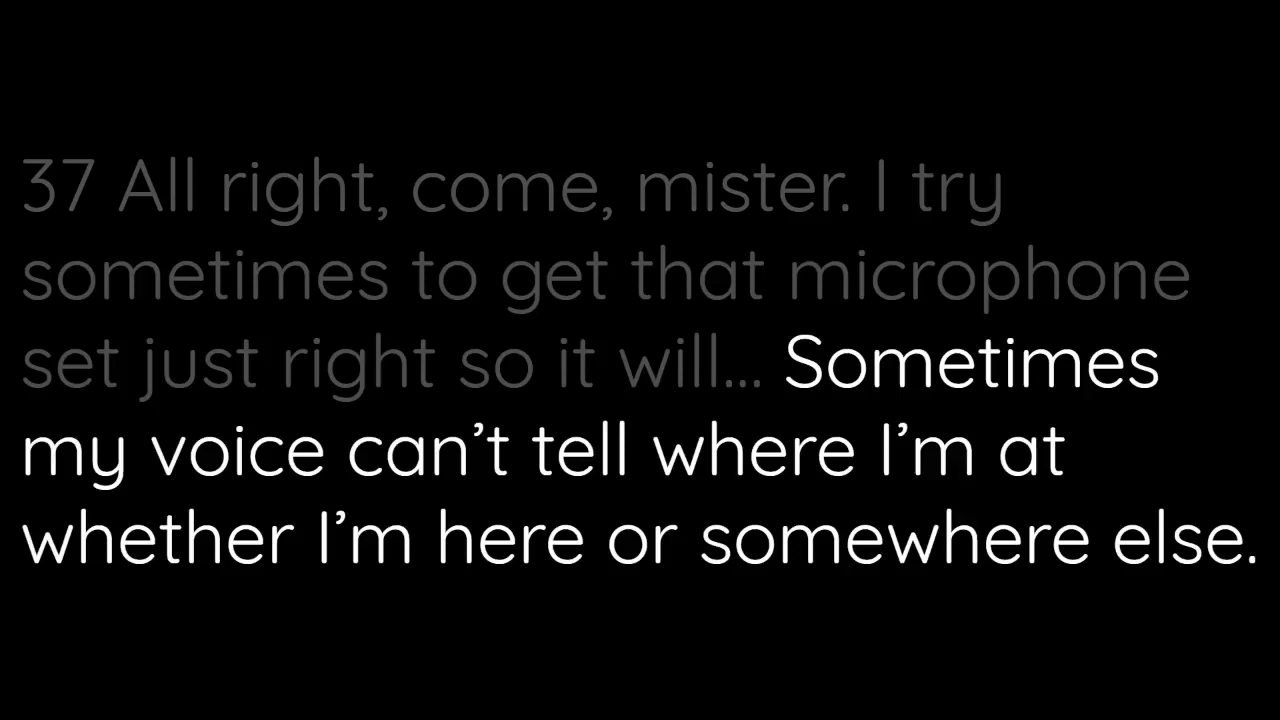 37 All right, come, mister. I try
sometimes to get that microphone
set just right so it will... Sometimes
my voice can’t tell where I’m at
whether I’m here or somewhere else.